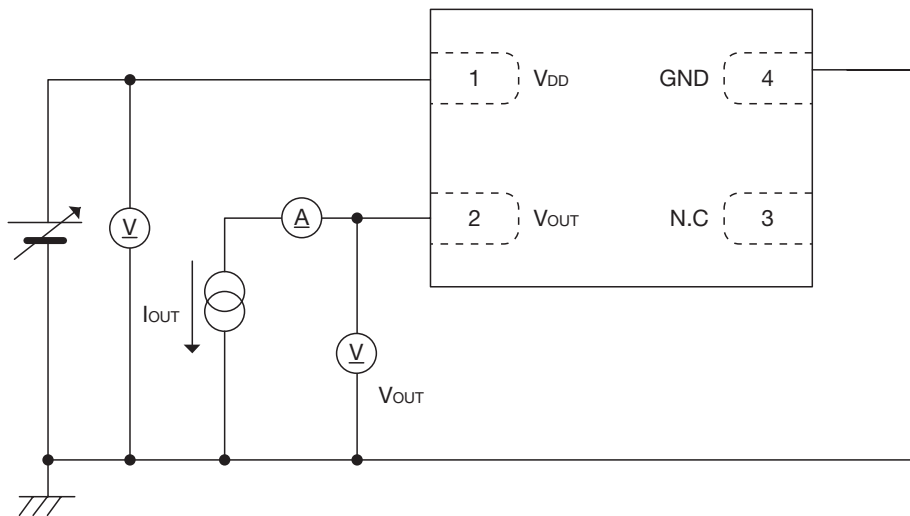 1 VDD GND 4
2 VOUT N.C 3
V
A
IOUT
V
VOUT